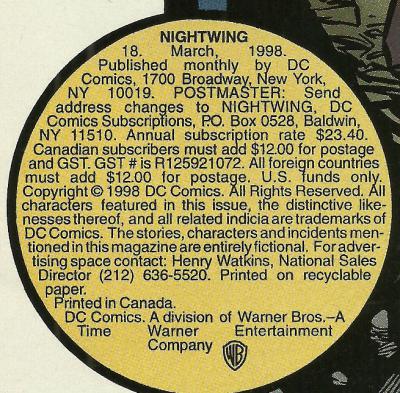 NIGHTWING
18. March, 1998.
Published monthly by DC
Comics, 1700 Broadway, New York,
NY 10019. POSTMASTER: Send
address changes to NIGHTWING, DC
Comics Subscriptions, P.O. Box 0528, Baldwin,
NY 11510. Annual subscription rate $23.40.
Canadian subscribers must add $12.00 for postage
and GST. GST # is R125921072. All foreign countries
must add $12.00 for postage. U.S. funds only.
Copyright © 1998 DC Comics. All Rights Reserved. All
characters featured in this issue, the distinctive like-
nesses thereof, and all related indicia are trademarks of
DC Comics. The stories, characters and incidents men-
tioned in this magazine are entirely fictional. For adver-
tising space contact: Henry Watkins, National Sales
Director (212) 636-5520. Printed on recyclable
paper.
Printed in Canada.
DC Comics. A division of Warner Bros.–A
Time Warner Entertainment
Company WB